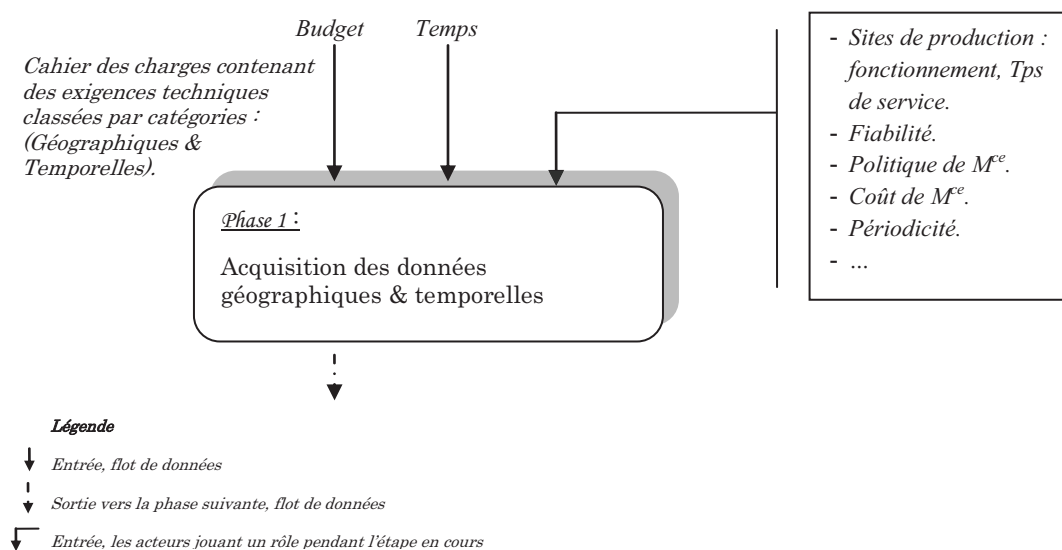 Budget Temps
Cahier des charges contenant
des exigences techniques
classées par catégories :
(Géographiques &
Temporelles).
- Sites de production :
fonctionnement, Tps
de service.
- Fiabilité.
- Politique de Mce.
- Coût de Mce.
- Périodicité.
- ...
Phase 1 :
Acquisition des données
géographiques & temporelles
Légende
Entrée, flot de données
Sortie vers la phase suivante, flot de données
Entrée, les acteurs jouant un rôle pendant l'étape en cours